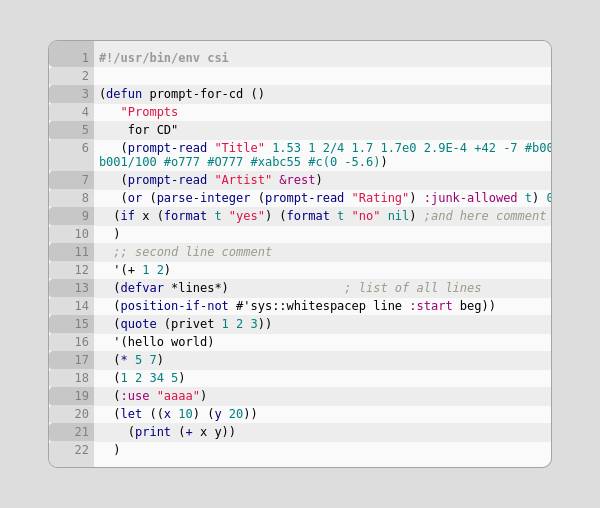 1 #!/usr/bin/env csi
2
3 (defun prompt-for-cd ()
4    "Prompts
5     for CD"
6    (prompt-read "Title" 1.53 1 2/4 1.7 1.7e0 2.9E-4 +42 -7 #b00
b001/100 #o777 #O777 #xabc55 #c(0 -5.6))
7    (prompt-read "Artist" &rest)
8    (or (parse-integer (prompt-read "Rating") :junk-allowed t) 0
9   (if x (format t "yes") (format t "no" nil) ;and here comment
10   )
11   ;; second line comment
12   '(+ 1 2)
13   (defvar *lines*)                ; list of all lines
14   (position-if-not #'sys::whitespacep line :start beg))
15   (quote (privet 1 2 3))
16   '(hello world)
17   (* 5 7)
18   (1 2 34 5)
19   (:use "aaaa")
20   (let ((x 10) (y 20))
21     (print (+ x y))
22   )